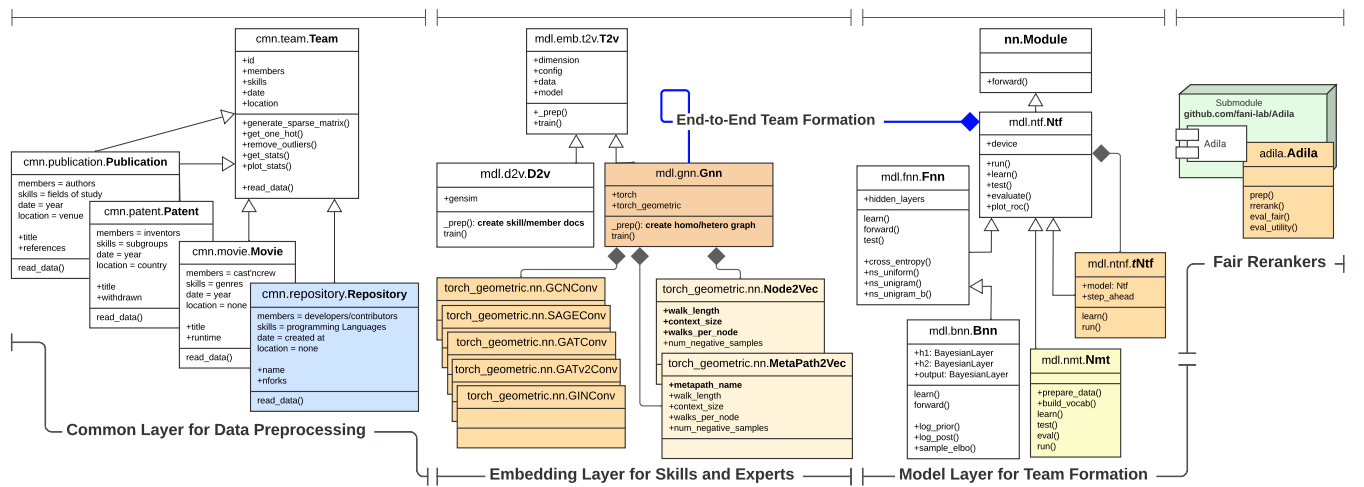 cmn.team.Team
+id
+members
+skills
+date
+location
+generate_sparse_matrix()
+get_one_hot()
+remove_outliers()
+get_stats()
+plot_stats()
+read_data()
cmn.publication.Publication
members = authors
skills = fields of study
date = year
location = venue
+title
+references
read_data()
cmn.patent.Patent
members = inventors
skills = subgroups
date = year
location = country
+title
+withdrawn
read_data()
cmn.movie.Movie
members = cast'ncrew
skills = genres
date = year
location = none
+title
+runtime
read_data()
cmn.repository.Repository
members = developers/contributors
skills = programming Languages
date = created at
location = none
+name
+nforks
read_data()
Common Layer for Data Preprocessing
mdl.emb.t2v.T2v
+dimension
+config
+data
+model
+_prep()
+train()
mdl.d2v.D2v
+gensim
_prep(): create skill/member docs
train()
mdl.gnn.Gnn
+torch
+torch_geometric
_prep(): create homo/hetero graph
train()
torch_geometric.nn.GCNConv
torch_geometric.nn.SAGEConv
torch_geometric.nn.GATConv
torch_geometric.nn.GATv2Conv
torch_geometric.nn.GINConv
torch_geometric.nn.Node2Vec
+walk_length
+context_size
+walks_per_node
+num_negative_samples
torch_geometric.nn.MetaPath2Vec
+metapath_name
+walk_length
+context_size
+walks_per_node
+num_negative_samples
Embedding Layer for Skills and Experts
End-to-End Team Formation
nn.Module
+forward()
mdl.ntf.Ntf
+device
+run()
+learn()
+test()
+evaluate()
+plot_roc()
mdl.fnn.Fnn
+hidden_layers
learn()
forward()
test()
+cross_entropy()
+ns_uniform()
+ns_unigram()
+ns_unigram_b()
mdl.bnn.Bnn
+h1: BayesianLayer
+h2: BayesianLayer
+output: BayesianLayer
learn()
forward()
+log_prior()
+log_post()
+sample_elbo()
mdl.nmt.Nmt
+prepare_data()
+build_vocab()
learn()
test()
eval()
run()
mdl.ntnf.tNtf
+model: Ntf
+step_ahead
learn()
run()
Model Layer for Team Formation
Submodule
github.com/fani-lab/Adila
Adila
adila.Adila
prep()
rrerank()
eval_fair()
eval_utility()
Fair Rerankers